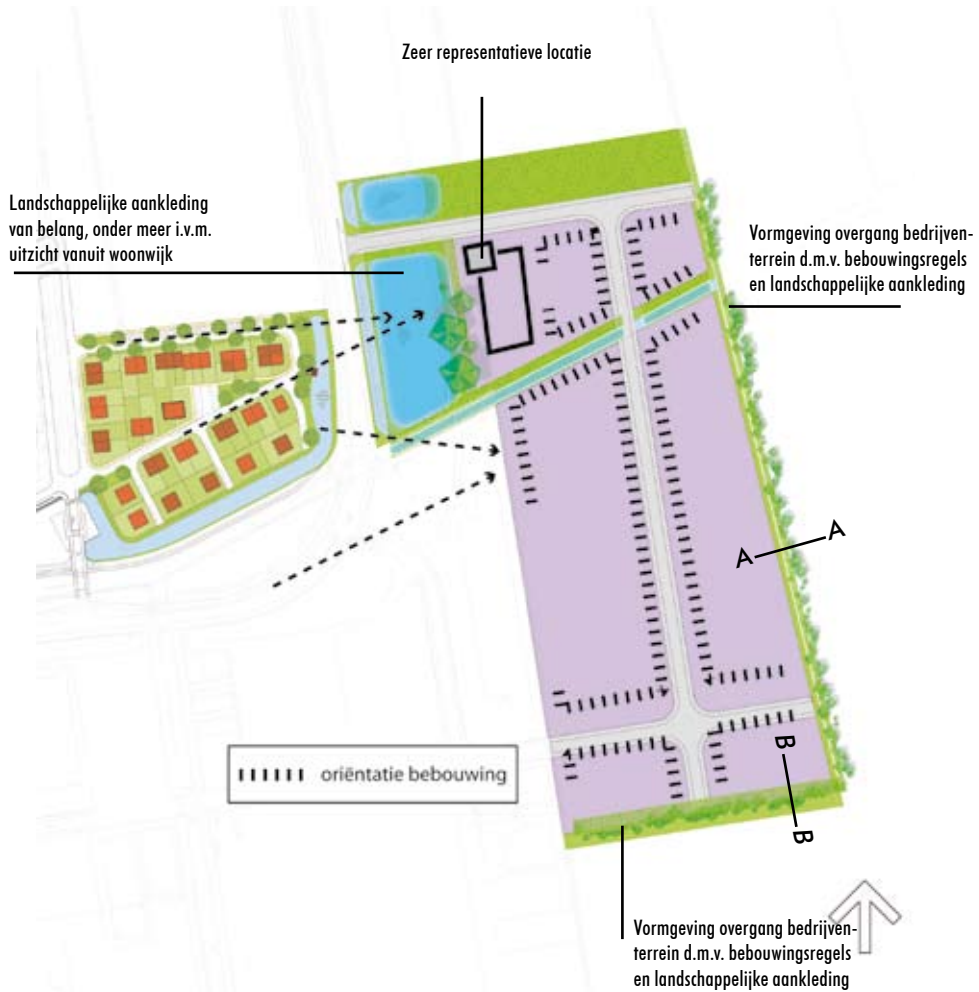 Zeer representatieve locatie
Landschappelijke aankleding
van belang, onder meer i.v.m.
uitzicht vanuit woonwijk
Vormgeving overgang bedrijven-
terrein d.m.v. bebouwingsregels
en landschappelijke aankleding
A
A
B
B
oriëntatie bebouwing
Vormgeving overgang bedrijven-
terrein d.m.v. bebouwingsregels
en landschappelijke aankleding